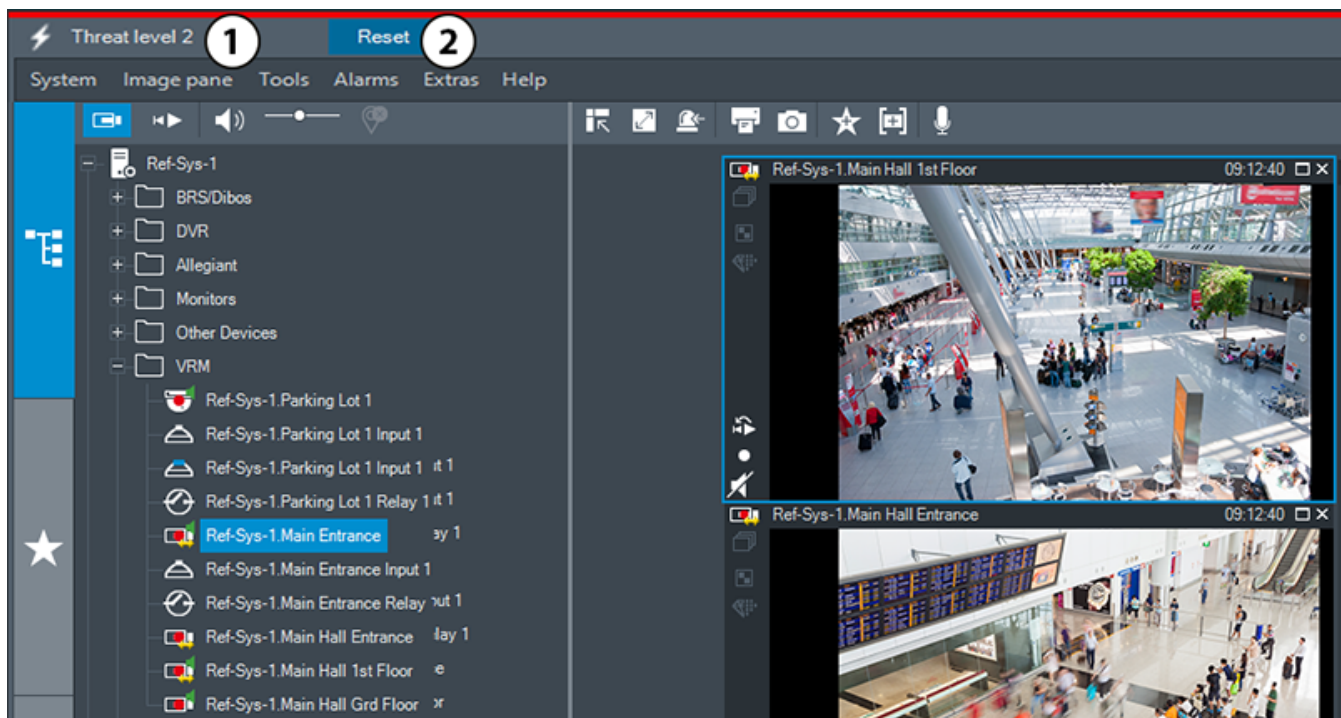 Threat level 2 1 Reset 2
System Image pane Tools Alarms Extras Help
Ref-Sys-1
BRS/Dibos
DVR
Allegiant
Monitors
Other Devices
VRM
Ref-Sys-1.Parking Lot 1
Ref-Sys-1.Parking Lot 1 Input 1
Ref-Sys-1.Parking Lot 1 Input 1
Ref-Sys-1.Parking Lot 1 Relay 1
Ref-Sys-1.Main Entrance
Ref-Sys-1.Main Entrance Input 1
Ref-Sys-1.Main Entrance Relay
Ref-Sys-1.Main Hall Entrance
Ref-Sys-1.Main Hall 1st Floor
Ref-Sys-1.Main Hall Grd Floor
Ref-Sys-1.Main Hall 1st Floor 09:12:40
Ref-Sys-1.Main Hall Entrance 09:12:40